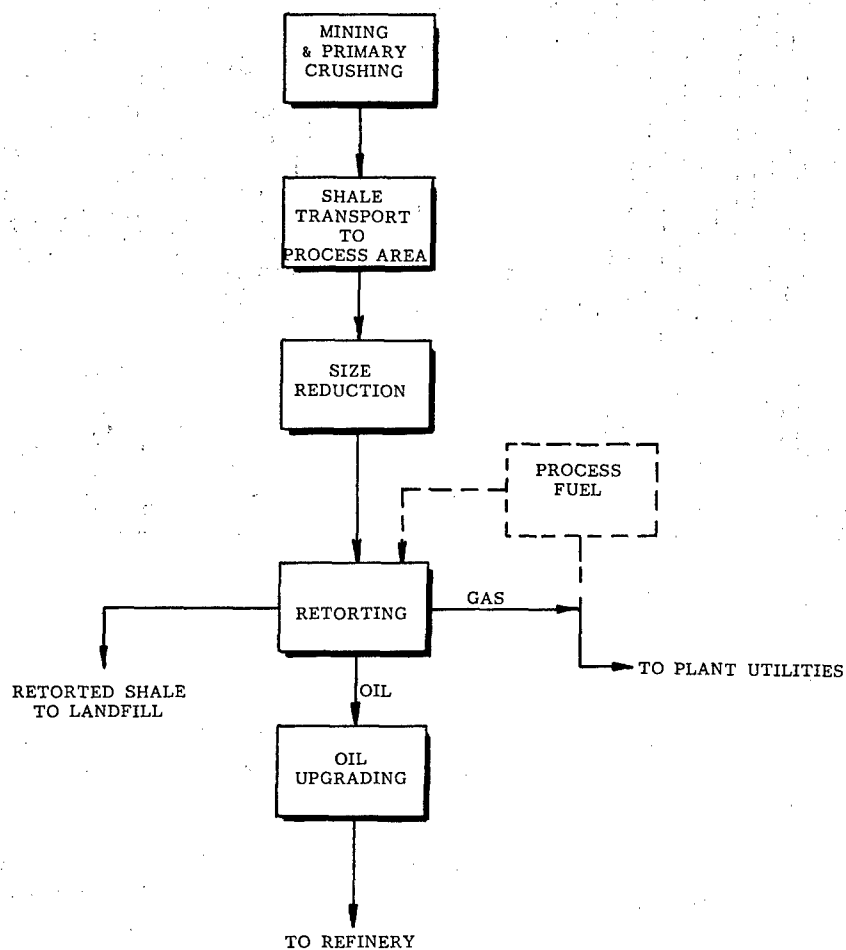 MINING
& PRIMARY
CRUSHING
SHALE
TRANSPORT
TO
PROCESS AREA
SIZE
REDUCTION
PROCESS
FUEL
RETORTING
GAS
TO PLANT UTILITIES
RETORTED SHALE
TO LANDFILL
OIL
OIL
UPGRADING
TO REFINERY